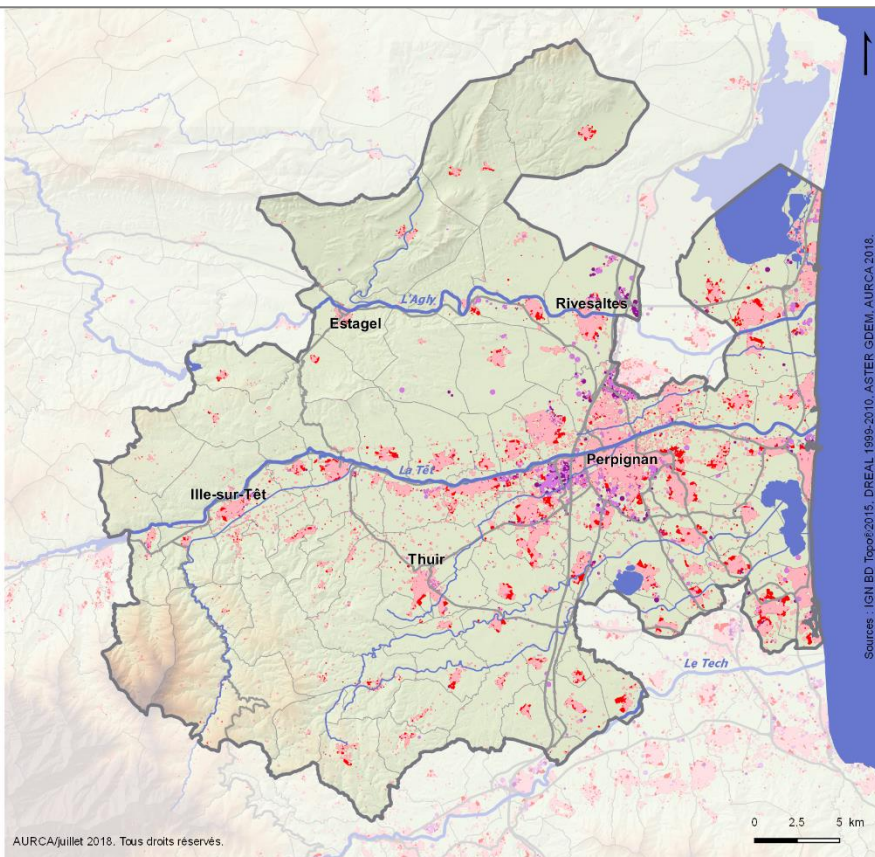 L'Agly
Rivesaltes
Estagel
La Têt
Perpignan
Ille-sur-Têt
Thuir
Le Tech
0 2.5 5 km
AURCA/juillet 2018. Tous droits réservés.
Sources : IGN BD Topo®2015, DREAL 1999-2010, ASTER GDEM, AURCA 2018.